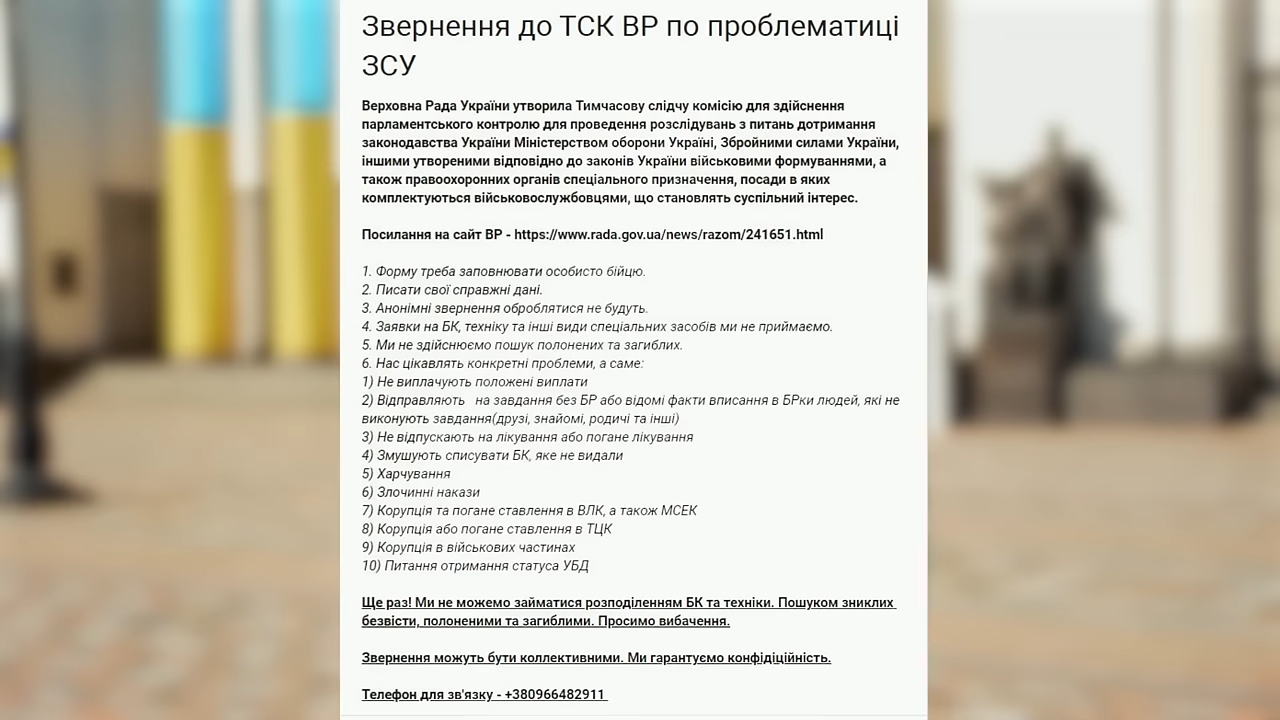 Звернення до ТСК ВР по проблематиці
ЗСУ
Верховна Рада України утворила Тимчасову слідчу комісію для здійснення
парламентського контролю для проведення розслідувань з питань дотримання
законодавства України Міністерством оборони Україні, Збройними силами України,
іншими утвореними відповідно до законів України військовими формуваннями, а
також правоохоронних органів спеціального призначення, посади в яких
комплектуються військовослужбовцями, що становлять суспільний інтерес.
Посилання на сайт ВР - https://www.rada.gov.ua/news/razom/241651.html
1. Форму треба заповнювати особисто бійцю.
2. Писати свої справжні дані.
3. Анонімні звернення оброблятися не будуть.
4. Заявки на БК, техніку та інші види спеціальних засобів ми не приймаємо.
5. Ми не здійснюємо пошук полонених та загиблих.
6. Нас цікавлять конкретні проблеми, а саме:
1) Не виплачують положені виплати
2) Відправляють на завдання без БР або відомі факти вписання в БРки людей, які не
виконують завдання(друзі, знайомі, родичі та інші)
3) Не відпускають на лікування або погане лікування
4) Змушують списувати БК, яке не видали
5) Харчування
6) Злочинні накази
7) Корупція та погане ставлення в ВЛК, а також МСЕК
8) Корупція або погане ставлення в ТЦК
9) Корупція в військових частинах
10) Питання отримання статуса УБД
Ще раз! Ми не можемо займатися розподіленням БК та техніки. Пошуком зниклих
безвісти, полоненими та загиблими. Просимо вибачення.
Звернення можуть бути коллективними. Ми гарантуємо конфідіційність.
Телефон для зв'язку - +380966482911